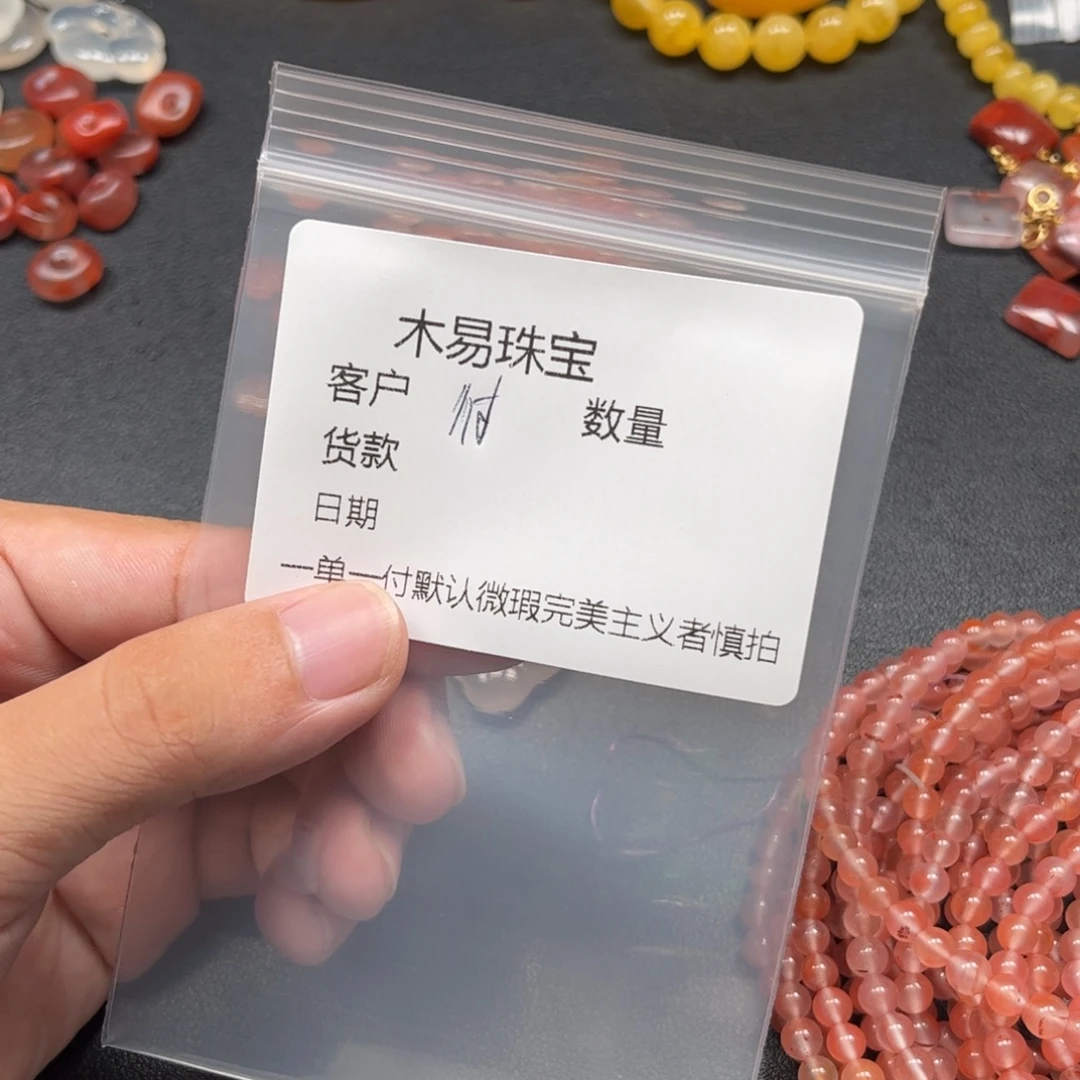 木易珠宝
客户 数量
货款
日期
一单一付默认微瑕完美主义者慎拍